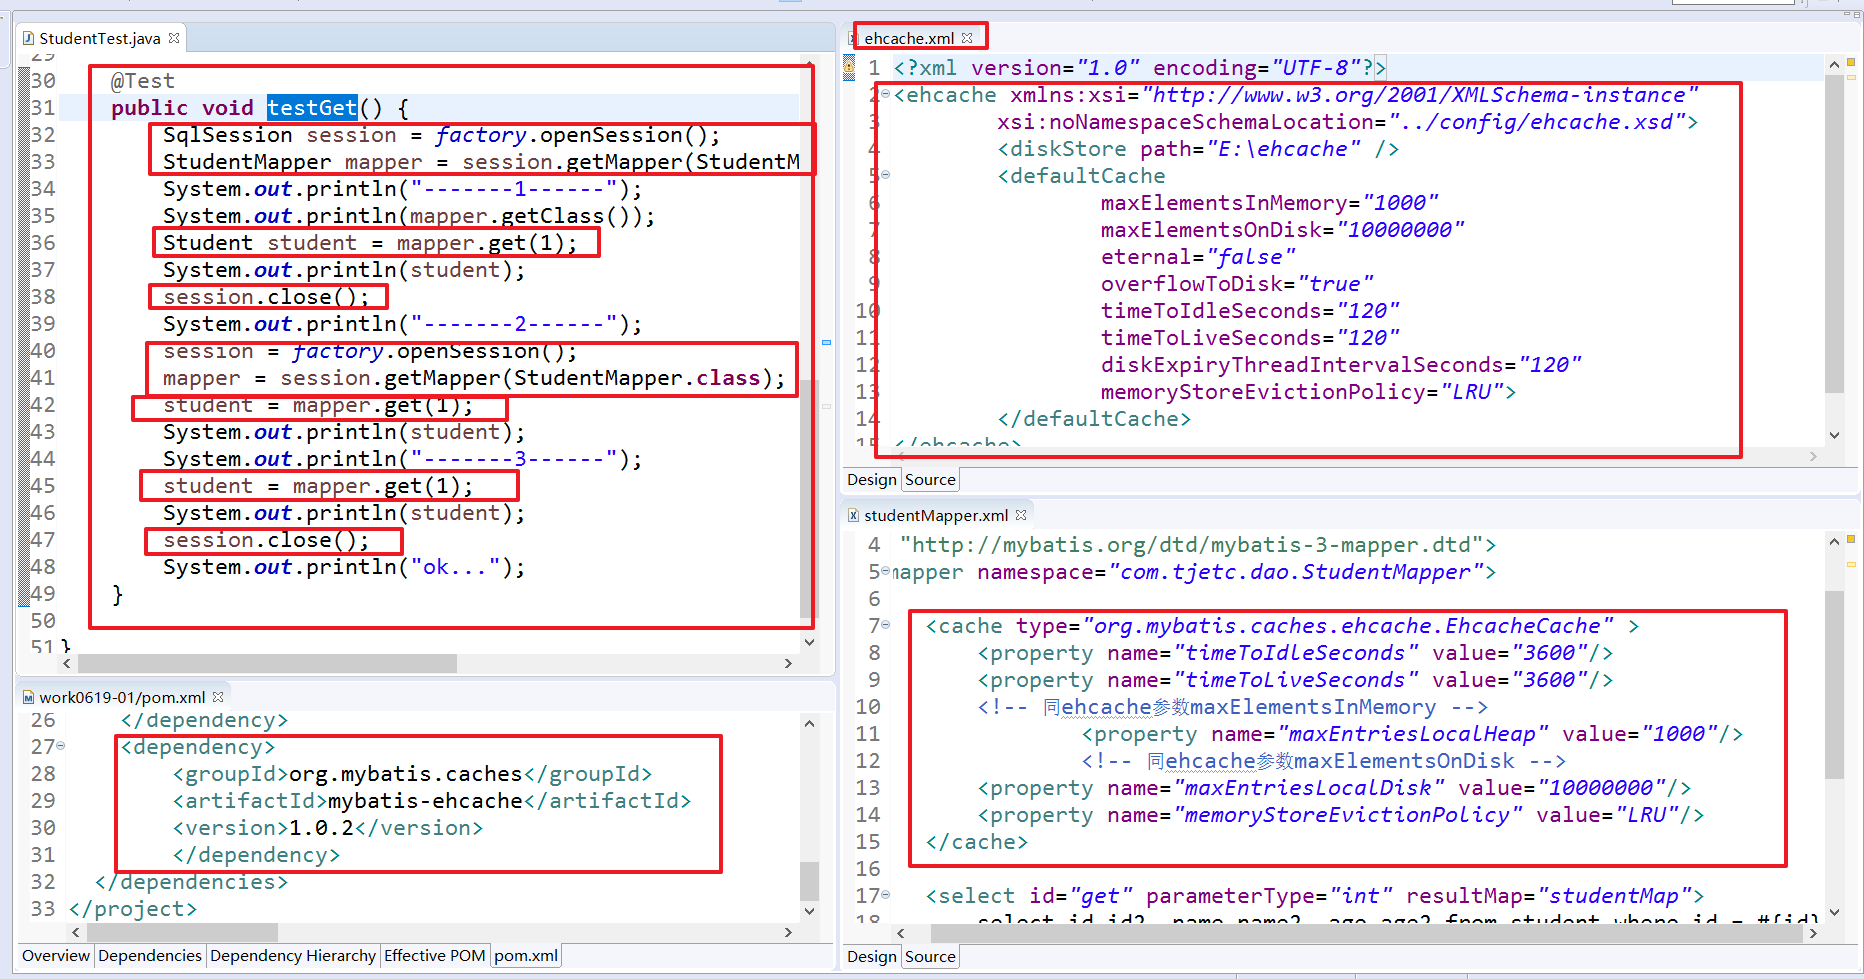 StudentTest.java
29
30 @Test
31 public void testGet() {
32 SqlSession session = factory.openSession();
33 StudentMapper mapper = session.getMapper(StudentM
34 System.out.println("-------1------");
35 System.out.println(mapper.getClass());
36 Student student = mapper.get(1);
37 System.out.println(student);
38 session.close();
39 System.out.println("-------2------");
40 session = factory.openSession();
41 mapper = session.getMapper(StudentMapper.class);
42 student = mapper.get(1);
43 System.out.println(student);
44 System.out.println("-------3------");
45 student = mapper.get(1);
46 System.out.println(student);
47 session.close();
48 System.out.println("ok...");
49 }
50
51 }
work0619-01/pom.xml
26 </dependency>
27 <dependency>
28 <groupId>org.mybatis.caches</groupId>
29 <artifactId>mybatis-ehcache</artifactId>
30 <version>1.0.2</version>
31 </dependency>
32 </dependencies>
33 </project>
Overview Dependencies Dependency Hierarchy Effective POM pom.xml
ehcache.xml
1 <?xml version="1.0" encoding="UTF-8"?>
2 <ehcache xmlns:xsi="http://www.w3.org/2001/XMLSchema-instance"
3 xsi:noNamespaceSchemaLocation="../config/ehcache.xsd">
4 <diskStore path="E:\ehcache" />
5 <defaultCache
6 maxElementsInMemory="1000"
7 maxElementsOnDisk="10000000"
8 eternal="false"
9 overflowToDisk="true"
10 timeToIdleSeconds="120"
11 timeToLiveSeconds="120"
12 diskExpiryThreadIntervalSeconds="120"
13 memoryStoreEvictionPolicy="LRU">
14 </defaultCache>
15 </ehcache>
Design Source
studentMapper.xml
4 "http://mybatis.org/dtd/mybatis-3-mapper.dtd">
5 mapper namespace="com.tjetc.dao.StudentMapper">
6
7 <cache type="org.mybatis.caches.ehcache.EhcacheCache" >
8 <property name="timeToIdleSeconds" value="3600"/>
9 <property name="timeToLiveSeconds" value="3600"/>
10 <!-- 同ehcache参数maxElementsInMemory -->
11 <property name="maxEntriesLocalHeap" value="1000"/>
12 <!-- 同ehcache参数maxElementsOnDisk -->
13 <property name="maxEntriesLocalDisk" value="10000000"/>
14 <property name="memoryStoreEvictionPolicy" value="LRU"/>
15 </cache>
16
17 <select id="get" parameterType="int" resultMap="studentMap">
18 select id id2, name name2, age age2 from student where id = #{id}
Design Source